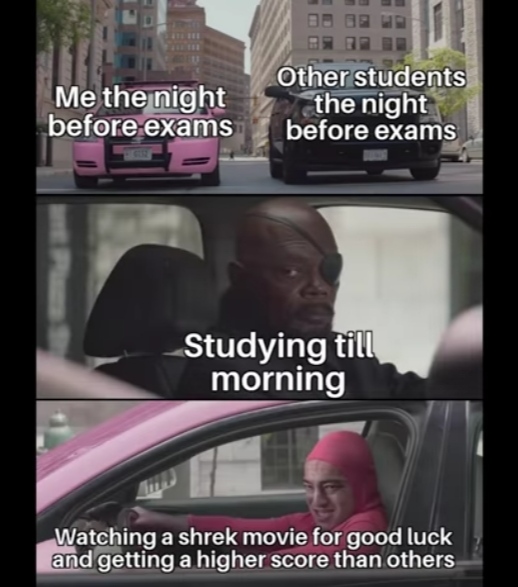 Me the night
before exams
Other students
the night
before exams
Studying till
morning
Watching a shrek movie for good luck
and getting a higher score than others